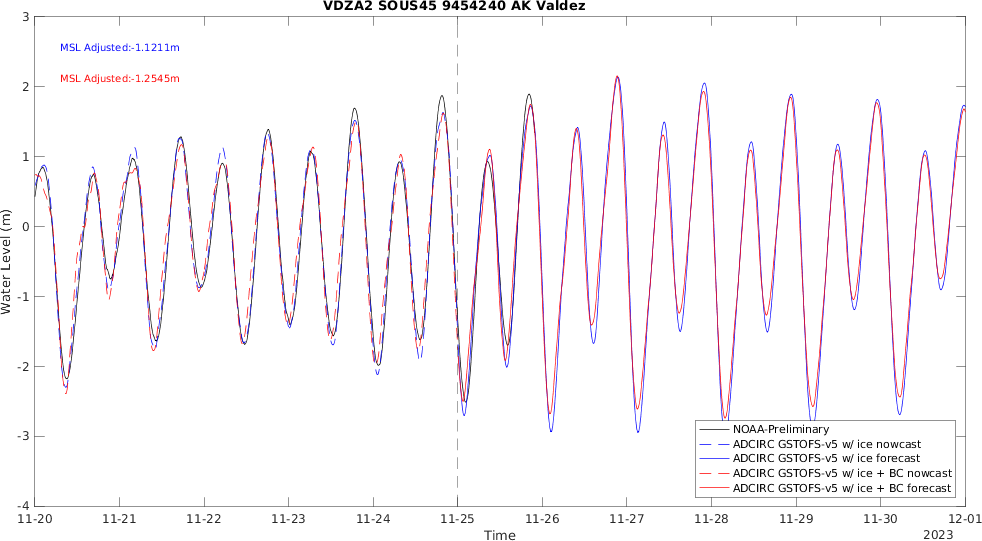 VDZA2 SOUS45 9454240 AK Valdez
MSL Adjusted:-1.1211m
MSL Adjusted:-1.2545m
Water Level (m)
3
2
1
0
-1
-2
-3
-4
NOAA-Preliminary
ADCIRC GSTOFS-v5 w/ ice nowcast
ADCIRC GSTOFS-v5 w/ ice forecast
ADCIRC GSTOFS-v5 w/ ice + BC nowcast
ADCIRC GSTOFS-v5 w/ ice + BC forecast
11-20 11-21 11-22 11-23 11-24 11-25 11-26 11-27 11-28 11-29 11-30 12-01
Time
2023